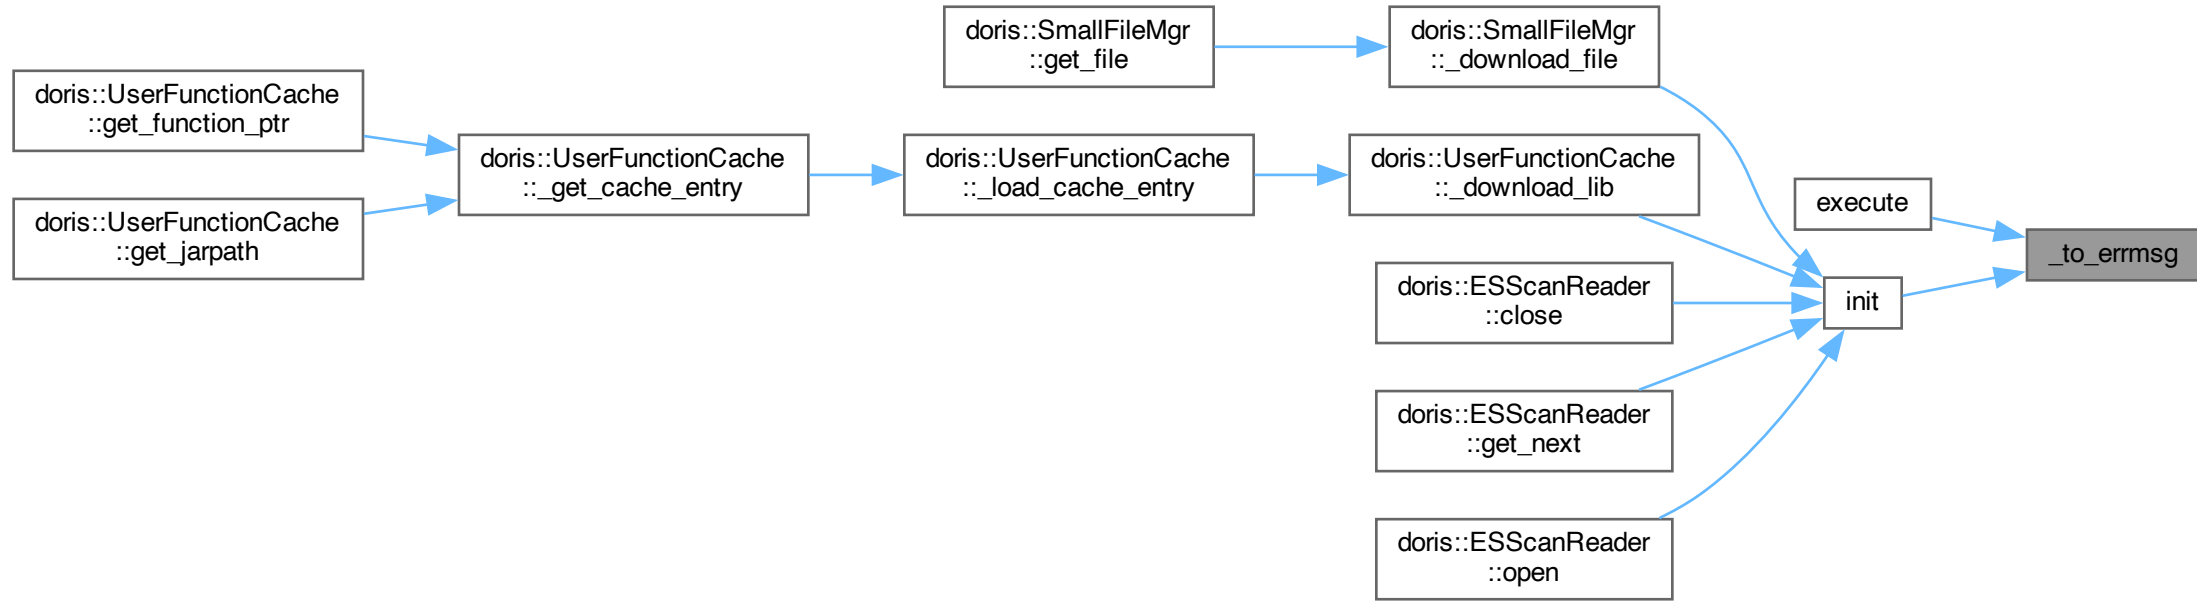 doris::SmallFileMgr
::get_file
doris::SmallFileMgr
::_download_file
doris::UserFunctionCache
::get_function_ptr
doris::UserFunctionCache
::_get_cache_entry
doris::UserFunctionCache
::_load_cache_entry
doris::UserFunctionCache
::_download_lib
execute
doris::UserFunctionCache
::get_jarpath
_to_errmsg
doris::ESScanReader
::close
init
doris::ESScanReader
::get_next
doris::ESScanReader
::open